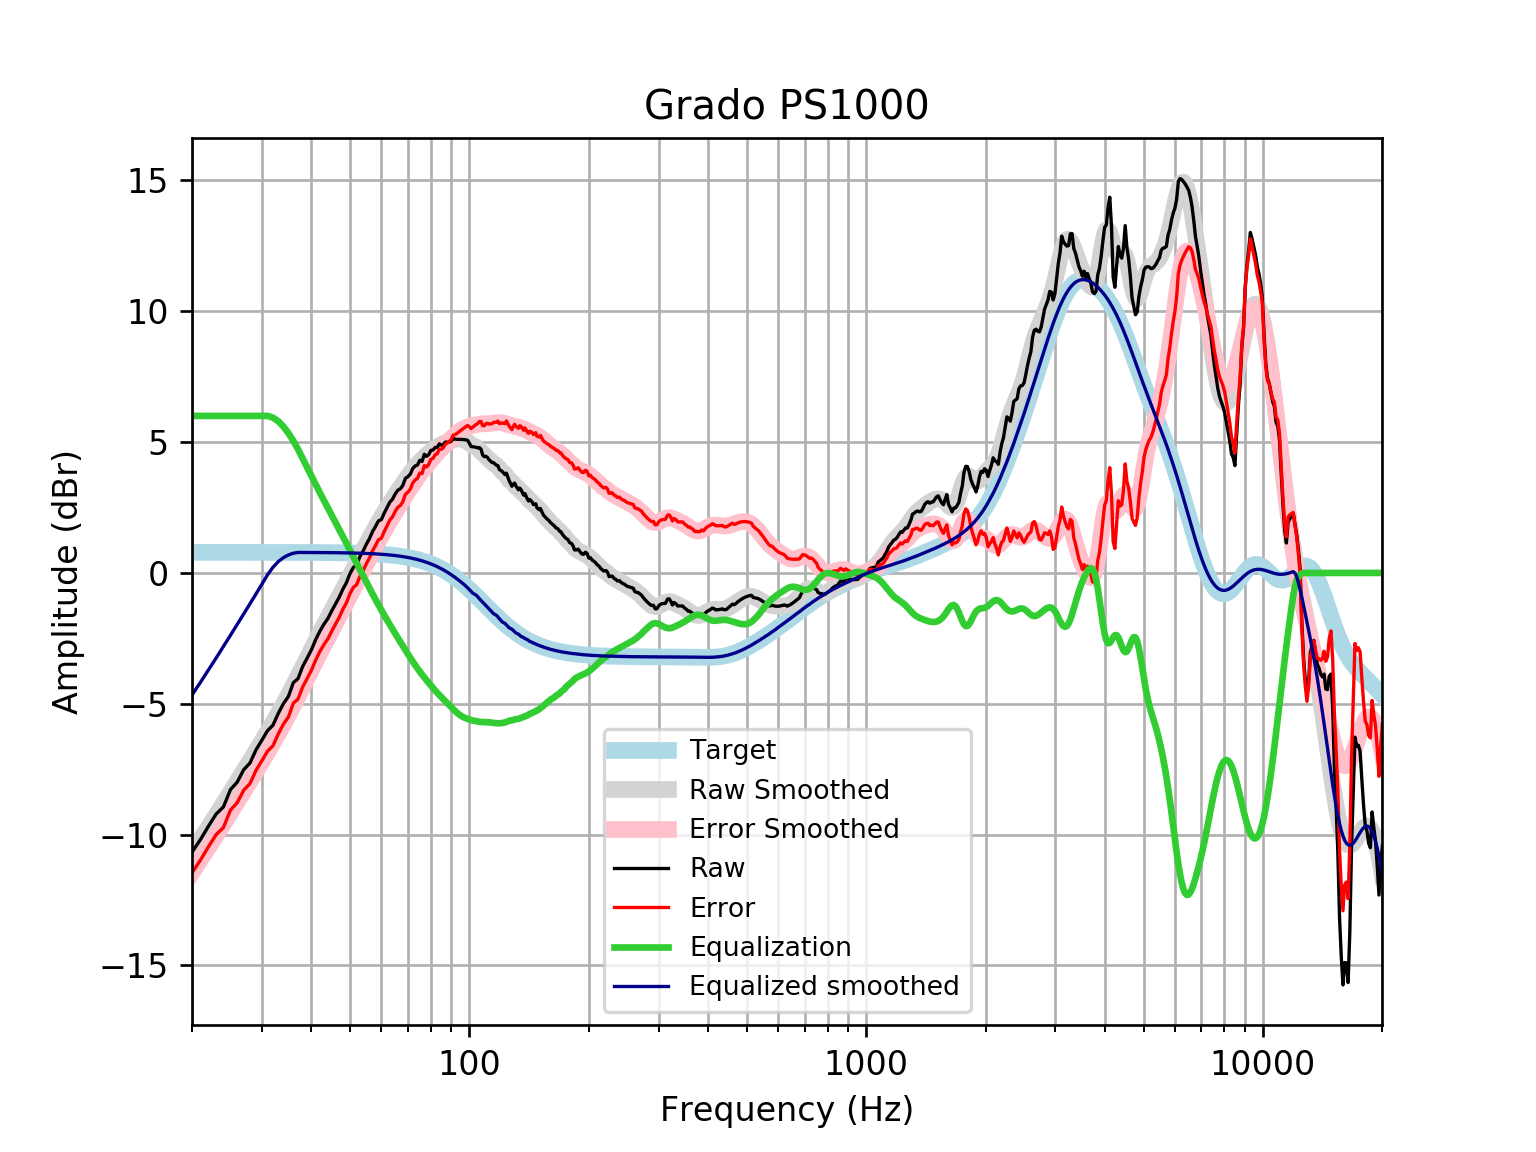 Grado PS1000
15
10
5
0
−5
−10
−15
Amplitude (dBr)
Target
Raw Smoothed
Error Smoothed
Raw
Error
Equalization
Equalized smoothed
100
1000
10000
Frequency (Hz)